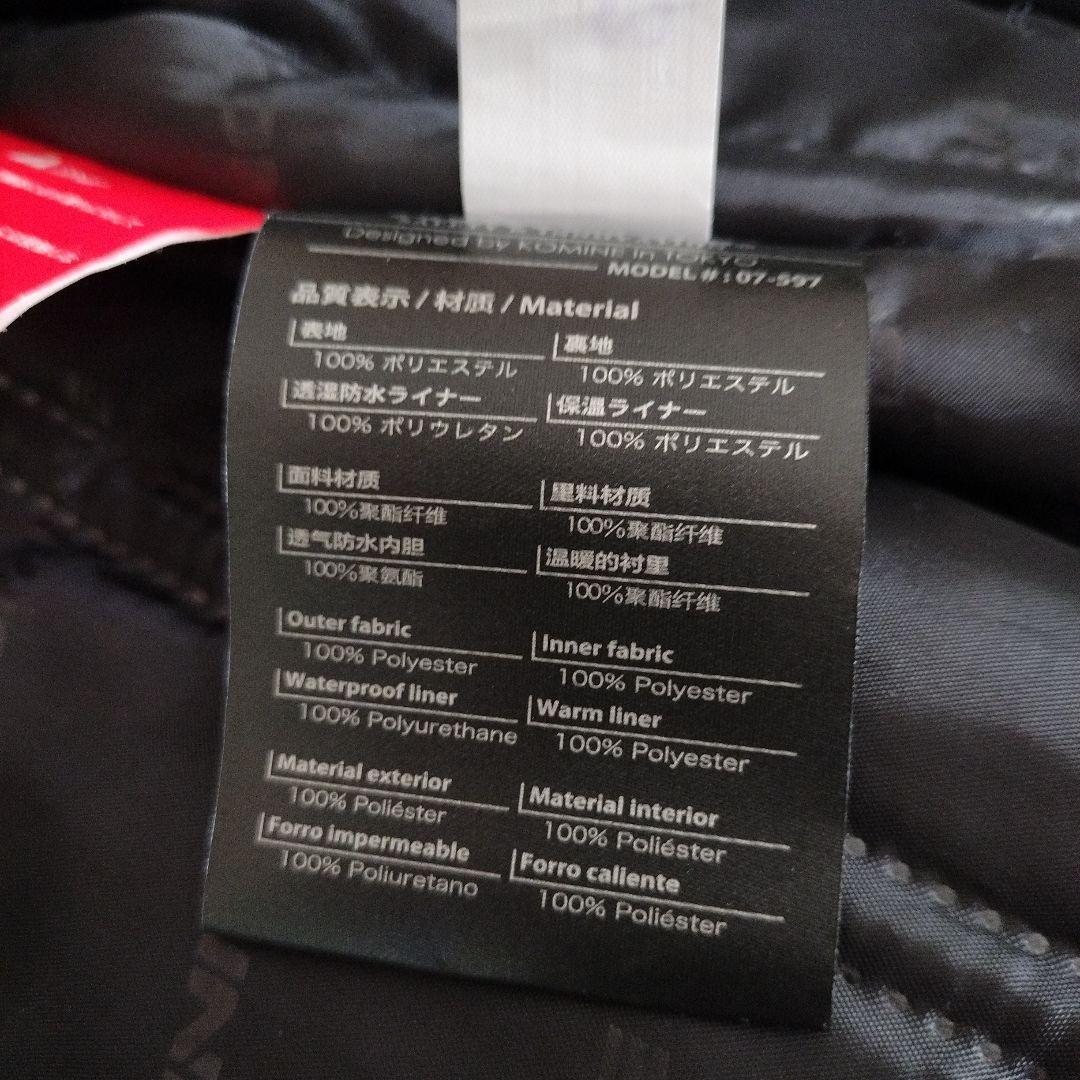 Designed by KOMINE in TOKYO
MODEL # : 07-597
品質表示 / 材质 / Material
表地
100% ポリエステル
裏地
100% ポリエステル
透湿防水ライナー
100% ポリウレタン
保温ライナー
100% ポリエステル
面料材质
100%聚酯纤维
里料材质
100%聚酯纤维
透气防水内胆
100%聚氨酯
温暖的衬里
100%聚酯纤维
Outer fabric
100% Polyester
Inner fabric
100% Polyester
Waterproof liner
100% Polyurethane
Warm liner
100% Polyester
Material exterior
100% Poliéster
Material interior
100% Poliéster
Forro impermeable
100% Poliuretano
Forro caliente
100% Poliéster